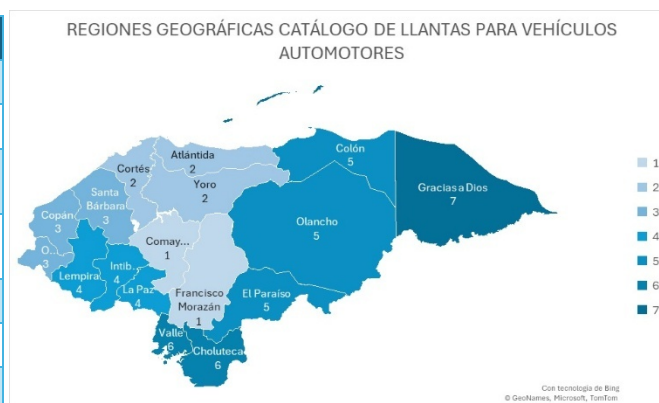 REGIONES GEOGRÁFICAS CATÁLOGO DE LLANTAS PARA VEHÍCULOS
AUTOMOTORES
Colón
5
Atlántida
2
Cortés
2
Yoro
2
Gracias a Dios
7
Santa
Bárbara
3
Copán
3
Olancho
5
O...
3
Comay...
1
Intib...
4
Lempira
4
La Paz
4
Francisco
Morazán
1
El Paraíso
5
Valle
6
Choluteca
6
1
2
3
4
5
6
7
Con tecnología de Bing
© GeoNames, Microsoft, TomTom